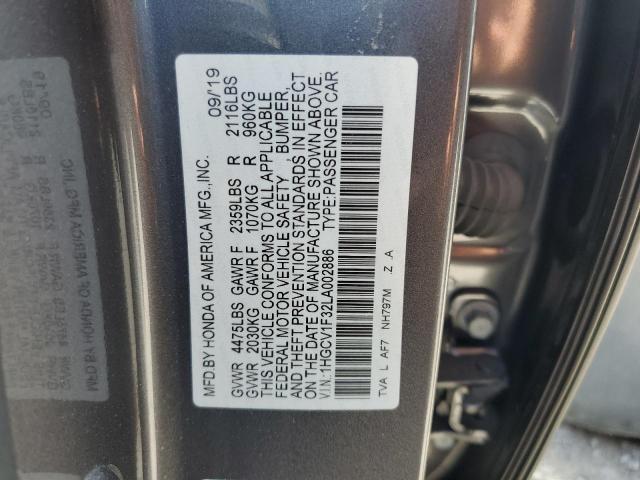 MFD.BY HONDA OF AMERICA MFG.,INC. 09/19
GVWR 4475LBS GAWR F 2359LBS R 2116LBS
GVWR 2030KG GAWR F 1070KG R 960KG
THIS VEHICLE CONFORMS TO ALL APPLICABLE
FEDERAL MOTOR VEHICLE SAFETY , BUMPER,
AND THEFT PREVENTION STANDARDS IN EFFECT
ON THE DATE OF MANUFACTURE SHOWN ABOVE.
V.I.N.:1HGCV1F32LA002886 TYPE:PASSENGER CAR
TVA L AF7 NH797M .Z .A